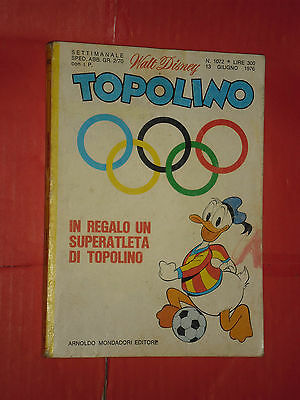 SETTIMANALE
SPED. ABB. GR. 2/70
con I.P.
Walt Disney
N. 1072 • LIRE 300
13 GIUGNO 1976
TOPOLINO
IN REGALO UN
SUPERATLETA
DI TOPOLINO
ARNOLDO MONDADORI EDITORE